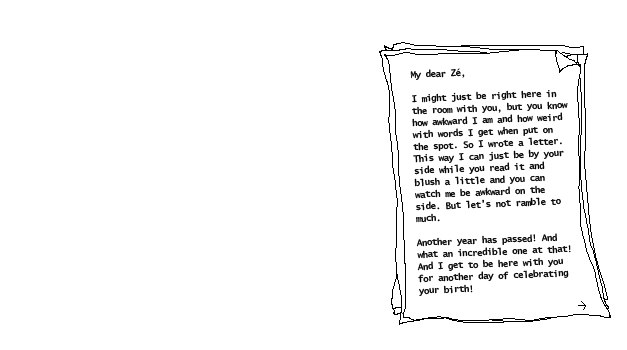 My dear Zé,
I might just be right here in
the room with you, but you know
how awkward I am and how weird
with words I get when put on
the spot. So I wrote a letter.
This way I can just be by your
side while you read it and
blush a little and you can
watch me be awkward on the
side. But let's not ramble to
much.
Another year has passed! And
what an incredible one at that!
And I get to be here with you
for another day of celebrating
your birth!